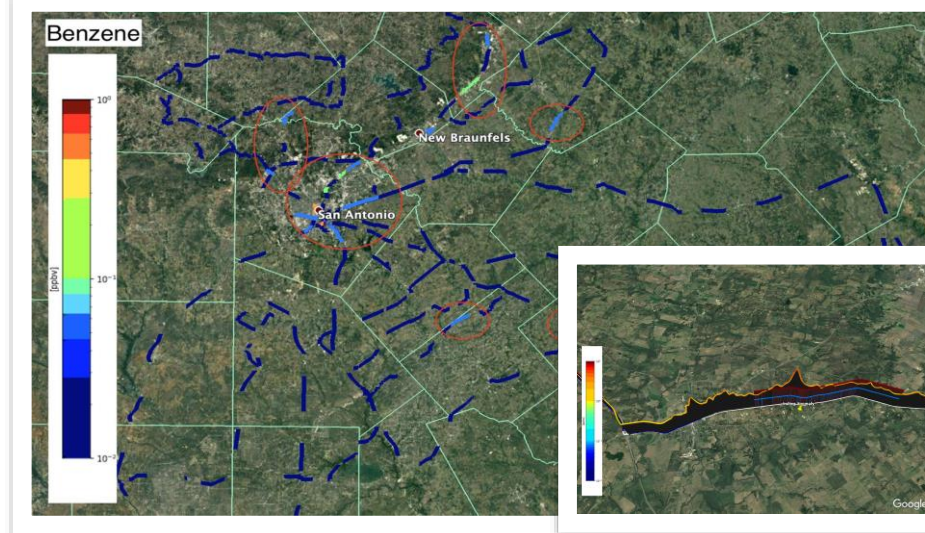 Benzene
10⁰
New Braunfels
San Antonio
10⁻¹
[ppbv]
10⁻²
Google